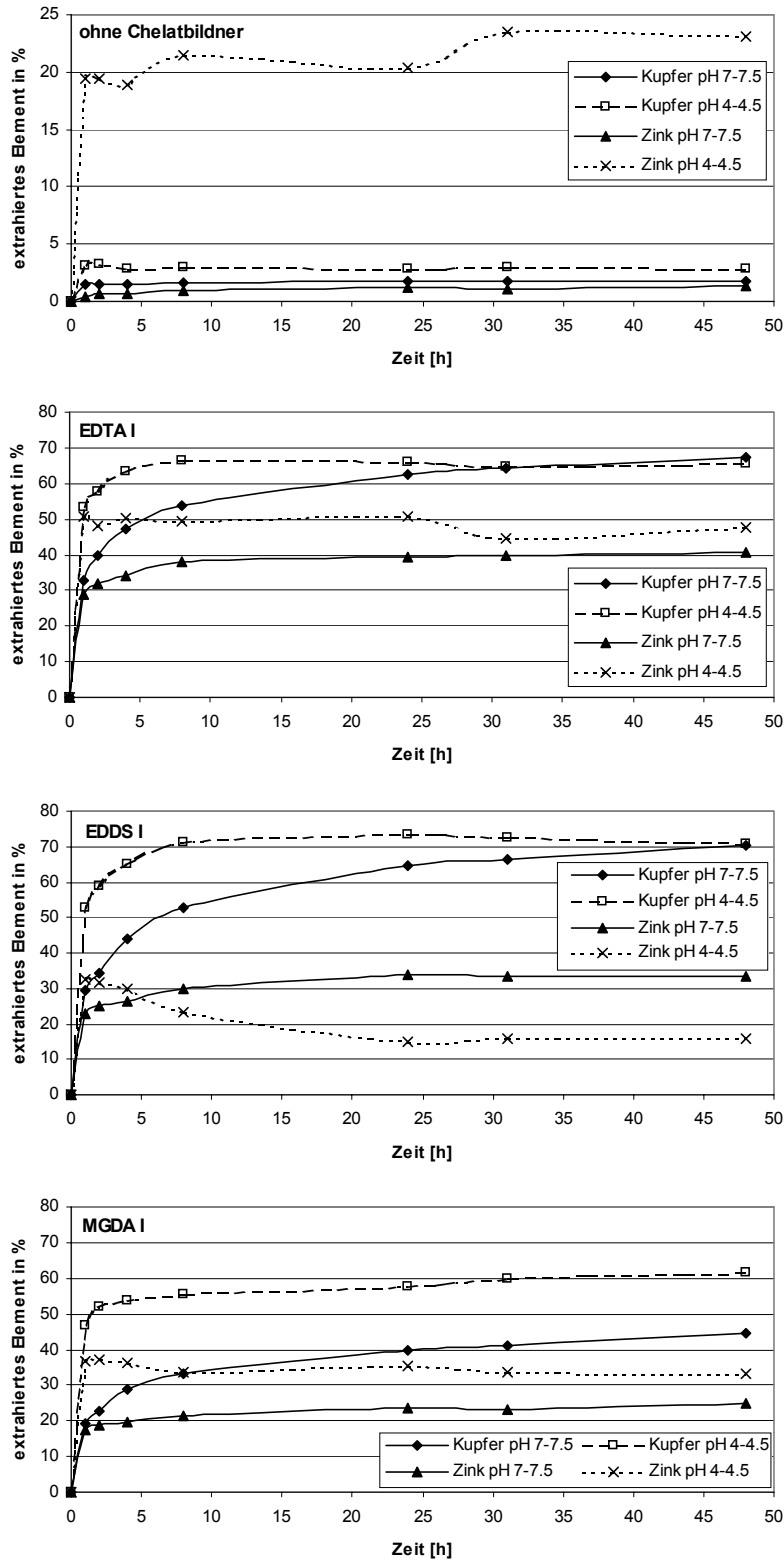 ohne Chelatbildner
25
20
15
10
5
0
extrahiertes Element in %
Kupfer pH 7-7.5
Kupfer pH 4-4.5
Zink pH 7-7.5
Zink pH 4-4.5
0 5 10 15 20 25 30 35 40 45 50
Zeit [h]
EDTA I
80
70
60
50
40
30
20
10
0
extrahiertes Element in %
Kupfer pH 7-7.5
Kupfer pH 4-4.5
Zink pH 7-7.5
Zink pH 4-4.5
0 5 10 15 20 25 30 35 40 45 50
Zeit [h]
EDDS I
80
70
60
50
40
30
20
10
0
extrahiertes Element in %
Kupfer pH 7-7.5
Kupfer pH 4-4.5
Zink pH 7-7.5
Zink pH 4-4.5
0 5 10 15 20 25 30 35 40 45 50
Zeit [h]
MGDA I
80
70
60
50
40
30
20
10
0
extrahiertes Element in %
Kupfer pH 7-7.5 Kupfer pH 4-4.5
Zink pH 7-7.5 Zink pH 4-4.5
0 5 10 15 20 25 30 35 40 45 50
Zeit [h]